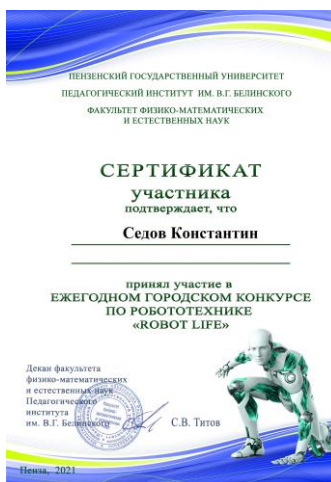 ПЕНЗЕНСКИЙ ГОСУДАРСТВЕННЫЙ УНИВЕРСИТЕТ
ПЕДАГОГИЧЕСКИЙ ИНСТИТУТ ИМ. В.Г. БЕЛИНСКОГО
ФАКУЛЬТЕТ ФИЗИКО-МАТЕМАТИЧЕСКИХ
И ЕСТЕСТВЕННЫХ НАУК
СЕРТИФИКАТ
участника
подтверждает, что
Седов Константин
принял участие в
ЕЖЕГОДНОМ ГОРОДСКОМ КОНКУРСЕ
ПО РОБОТОТЕХНИКЕ
«ROBOT LIFE»
Декан факультета
физико-математических
и естественных наук
Педагогического
института
им. В.Г. Белинского
С.В. Титов
Пенза, 2021